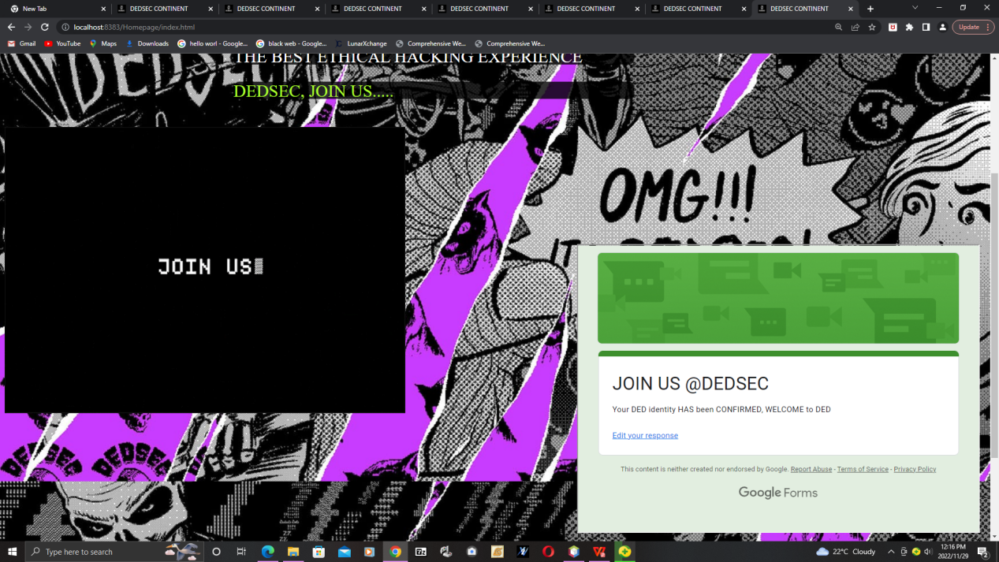 New Tab
DEDSEC CONTINENT
DEDSEC CONTINENT
DEDSEC CONTINENT
DEDSEC CONTINENT
DEDSEC CONTINENT
DEDSEC CONTINENT
DEDSEC CONTINENT
localhost:8383/Homepage/index.html
Update
Gmail
YouTube
Maps
Downloads
hello worl - Google...
black web - Google...
LunarXchange
Comprehensive We...
Comprehensive We...
THE BEST ETHICAL HACKING EXPERIENCE
DEDSEC, JOIN US.....
DEDSEC
OMG!!!
JOIN US
JOIN US @DEDSEC
Your DED identity HAS been CONFIRMED, WELCOME to DED
Edit your response
This content is neither created nor endorsed by Google. Report Abuse - Terms of Service - Privacy Policy
Google Forms
DEDSEC
DEDSEC
Type here to search
22°C Cloudy
12:16 PM
2022/11/29
2